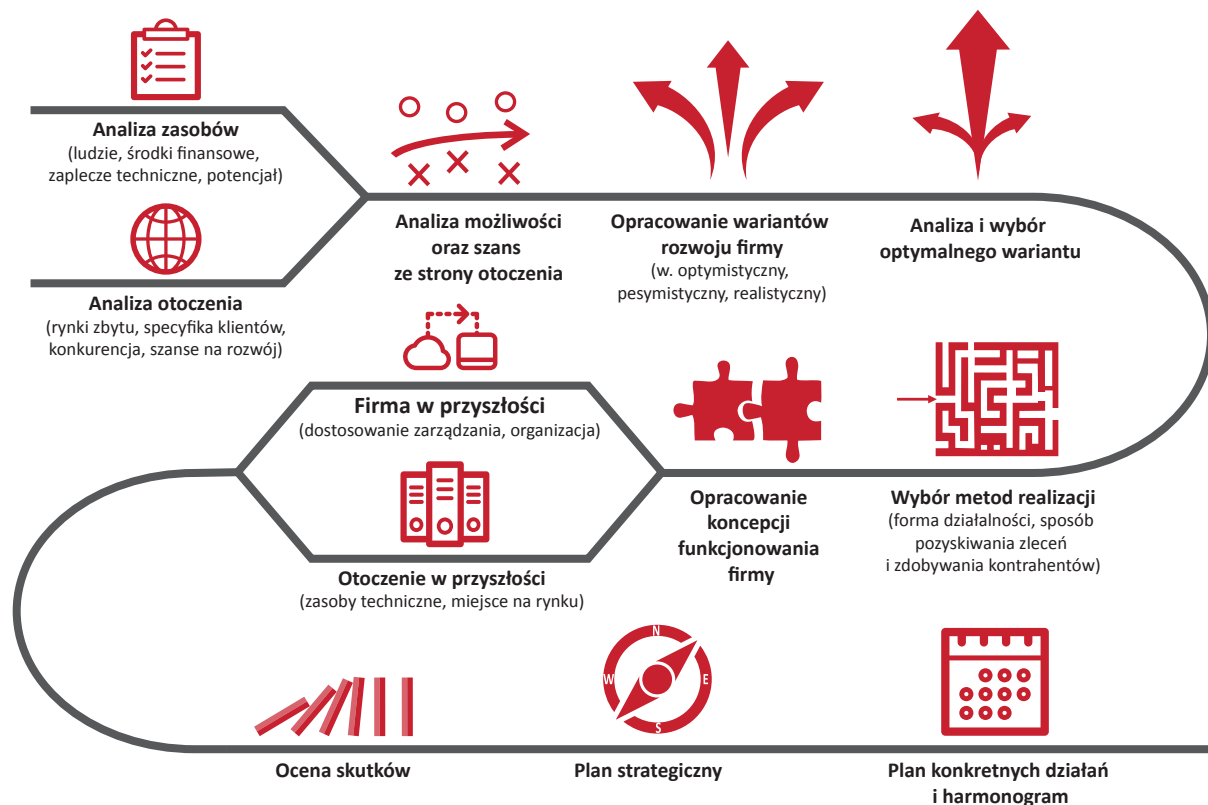 Analiza zasobów
(ludzie, środki finansowe,
zaplecze techniczne, potencjał)
Analiza otoczenia
(rynki zbytu, specyfika klientów,
konkurencja, szanse na rozwój)
Analiza możliwości
oraz szans
ze strony otoczenia
Opracowanie wariantów
rozwoju firmy
(w. optymistyczny,
pesymistyczny, realistyczny)
Analiza i wybór
optymalnego wariantu
Wybór metod realizacji
(forma działalności, sposób
pozyskiwania zleceń
i zdobywania kontrahentów)
Opracowanie
koncepcji
funkcjonowania
firmy
Firma w przyszłości
(dostosowanie zarządzania, organizacja)
Otoczenie w przyszłości
(zasoby techniczne, miejsce na rynku)
Ocena skutków
N
W
E
S
Plan strategiczny
Plan konkretnych działań
i harmonogram